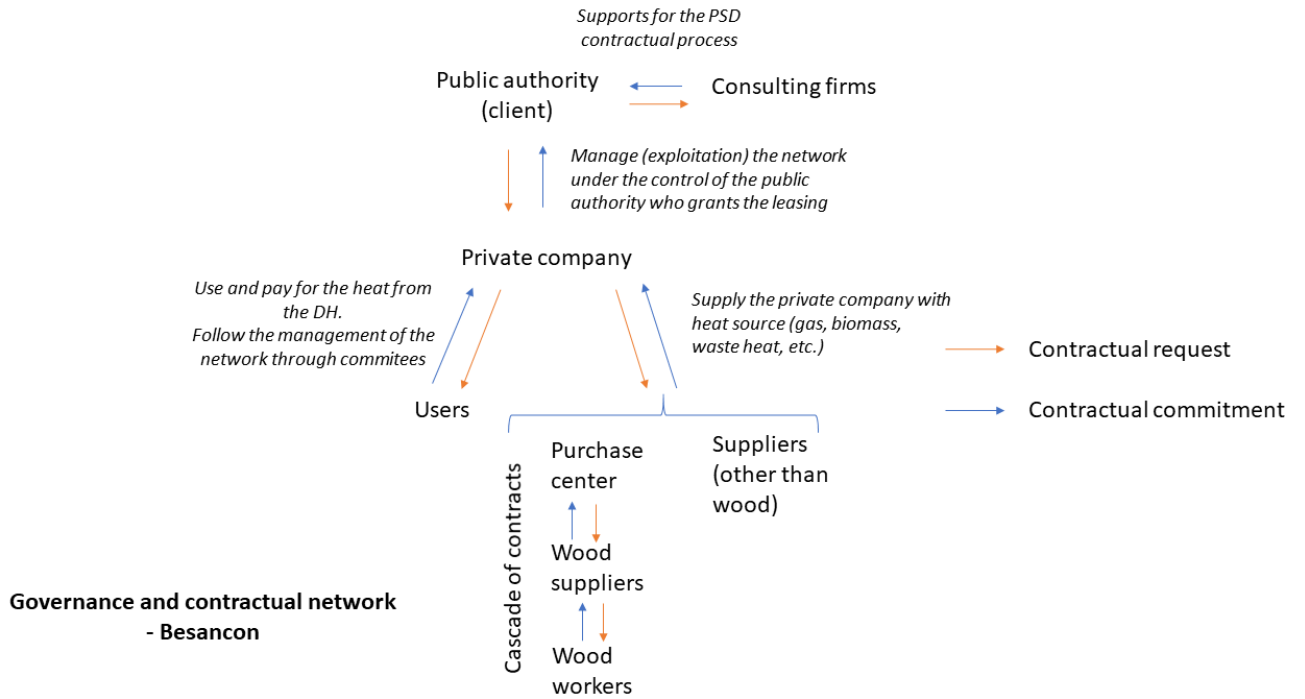 Supports for the PSD
contractual process
Public authority
(client)
Consulting firms
Manage (exploitation) the network
under the control of the public
authority who grants the leasing
Private company
Use and pay for the heat from
the DH.
Follow the management of the
network through commitees
Supply the private company with
heat source (gas, biomass,
waste heat, etc.)
Contractual request
Contractual commitment
Users
Cascade of contracts
Purchase
center
Suppliers
(other than
wood)
Wood
suppliers
Wood
workers
Governance and contractual network
- Besancon